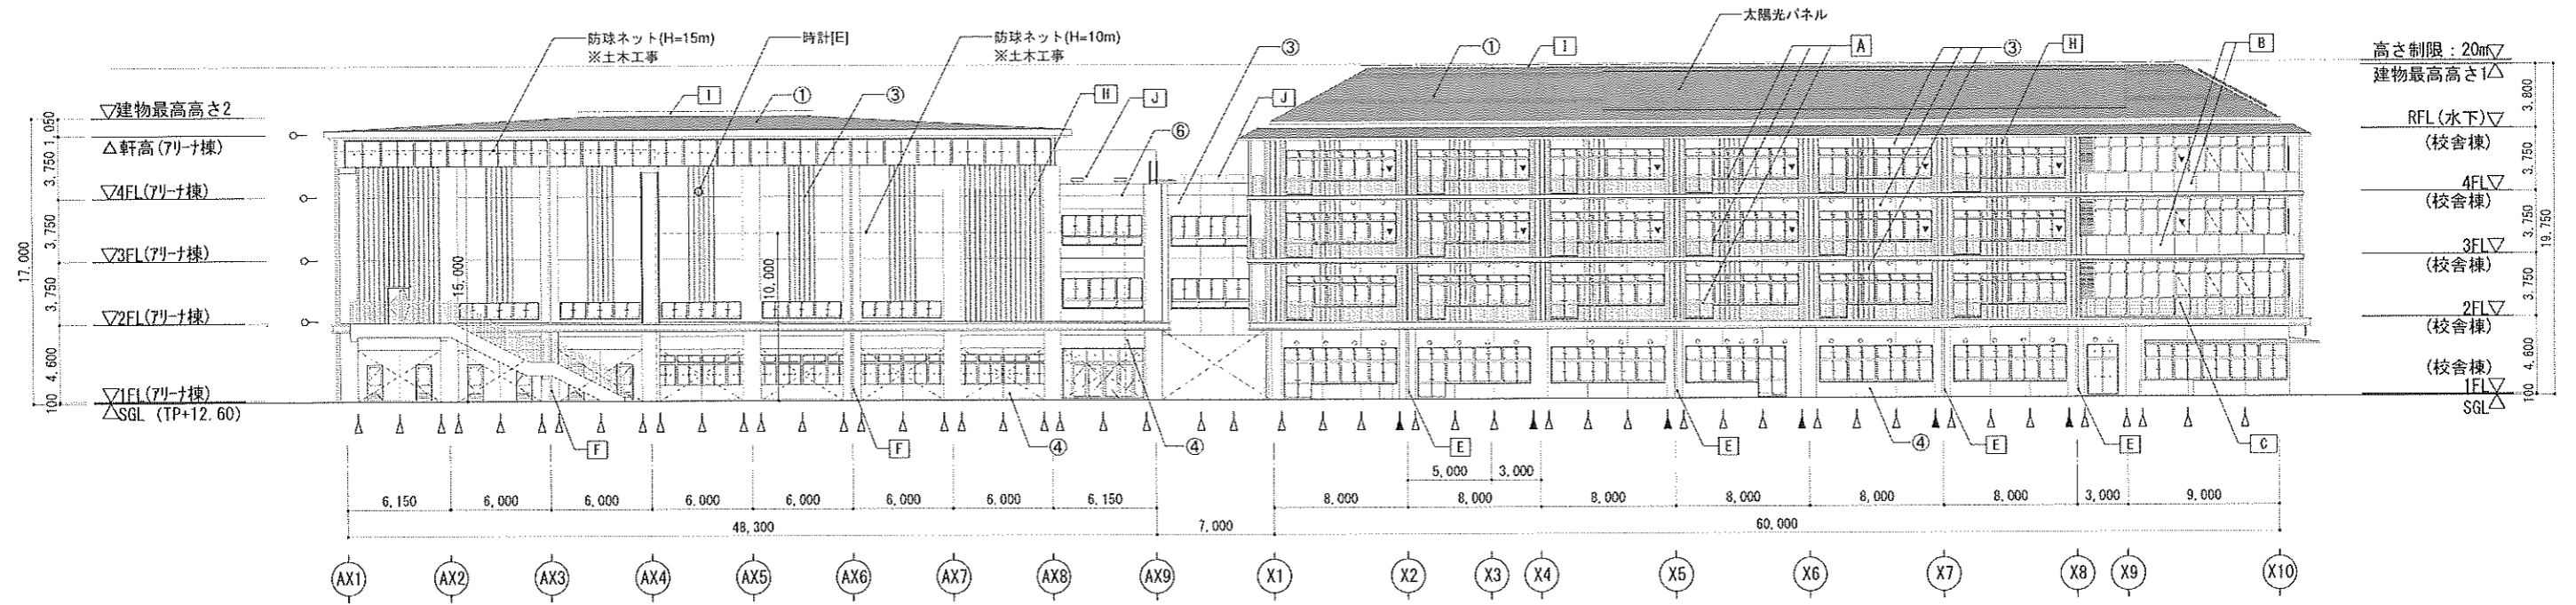 太陽光パネル
防球ネット(H=15m)
※土木工事
時計[E]
防球ネット(H=10m)
※土木工事
③
①
I
A
③
H
B
高さ制限：20m▽
建物最高高さ1△
▽建物最高高さ2
I
①
③
H
J
J
⑥
RFL(水下)▽
(校舎棟)
△軒高(ｱﾘｰﾅ棟)
▽4FL(ｱﾘｰﾅ棟)
4FL▽
(校舎棟)
▽3FL(ｱﾘｰﾅ棟)
3FL▽
(校舎棟)
▽2FL(ｱﾘｰﾅ棟)
2FL▽
(校舎棟)
(校舎棟)
▽1FL(ｱﾘｰﾅ棟)
1FL▽
△SGL (TP+12.60)
SGL△
17,000
1,050
3,750
3,750
3,750
4,600
100
15,000
10,000
3,800
3,750
3,750
3,750
4,600
100
19,750
F
F
④
④
E
E
④
E
E
C
5,000
3,000
6,150
6,000
6,000
6,000
6,000
6,000
6,000
6,150
8,000
8,000
8,000
8,000
8,000
8,000
3,000
9,000
48,300
7,000
60,000
AX1
AX2
AX3
AX4
AX5
AX6
AX7
AX8
AX9
X1
X2
X3
X4
X5
X6
X7
X8
X9
X10